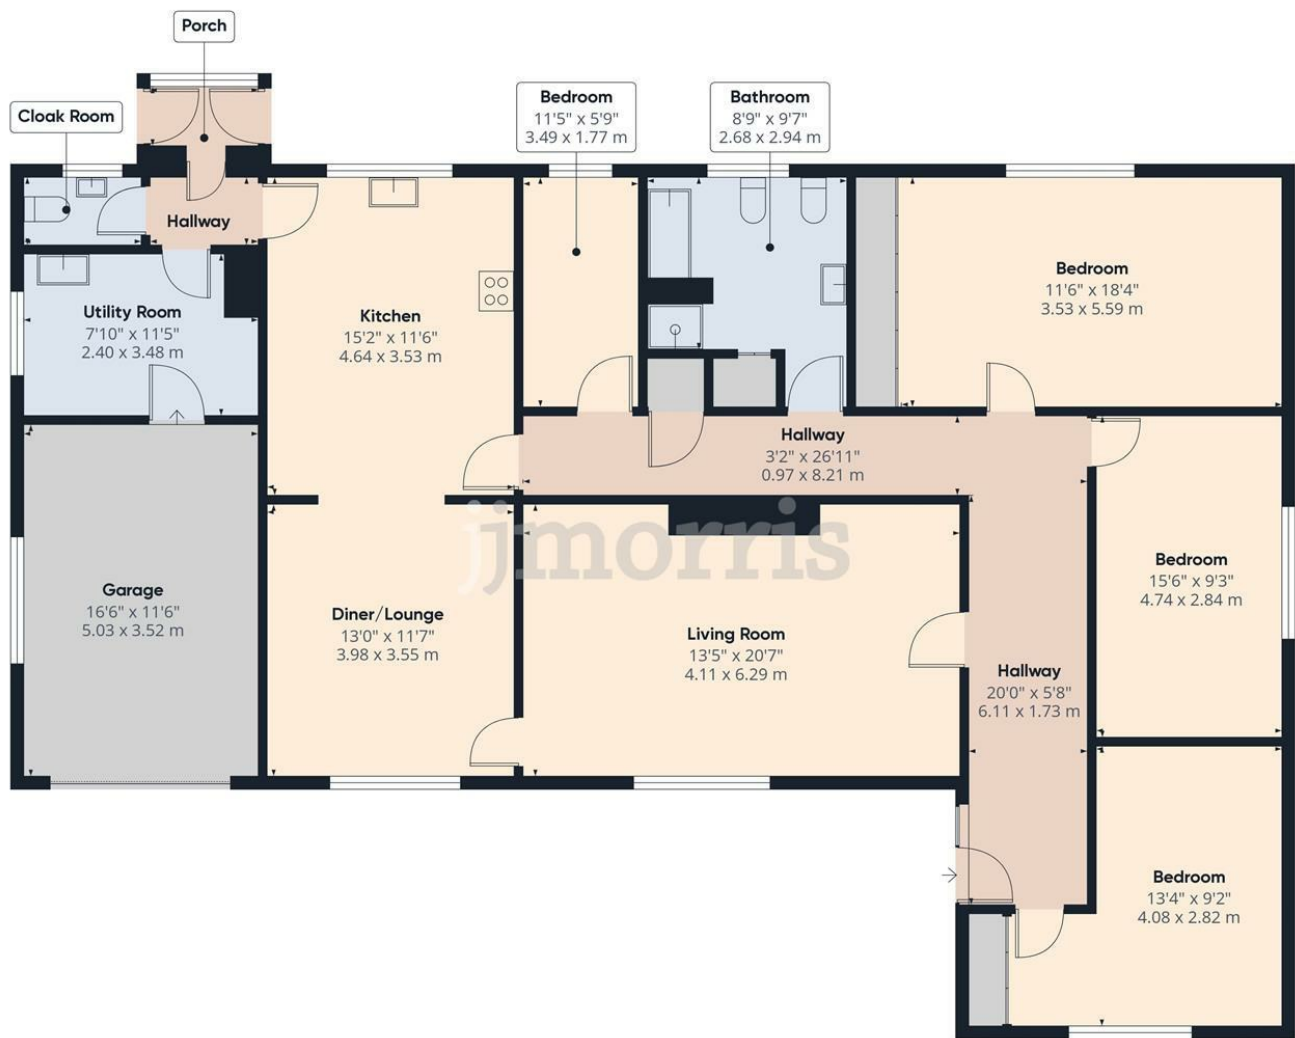 Porch
Cloak Room
Bedroom
11'5" x 5'9"
3.49 x 1.77 m
Bathroom
8'9" x 9'7"
2.68 x 2.94 m
Hallway
Bedroom
11'6" x 18'4"
3.53 x 5.59 m
Utility Room
7'10" x 11'5"
2.40 x 3.48 m
Kitchen
15'2" x 11'6"
4.64 x 3.53 m
Hallway
3'2" x 26'11"
0.97 x 8.21 m
jjmorris
Bedroom
15'6" x 9'3"
4.74 x 2.84 m
Garage
16'6" x 11'6"
5.03 x 3.52 m
Diner/Lounge
13'0" x 11'7"
3.98 x 3.55 m
Living Room
13'5" x 20'7"
4.11 x 6.29 m
Hallway
20'0" x 5'8"
6.11 x 1.73 m
Bedroom
13'4" x 9'2"
4.08 x 2.82 m